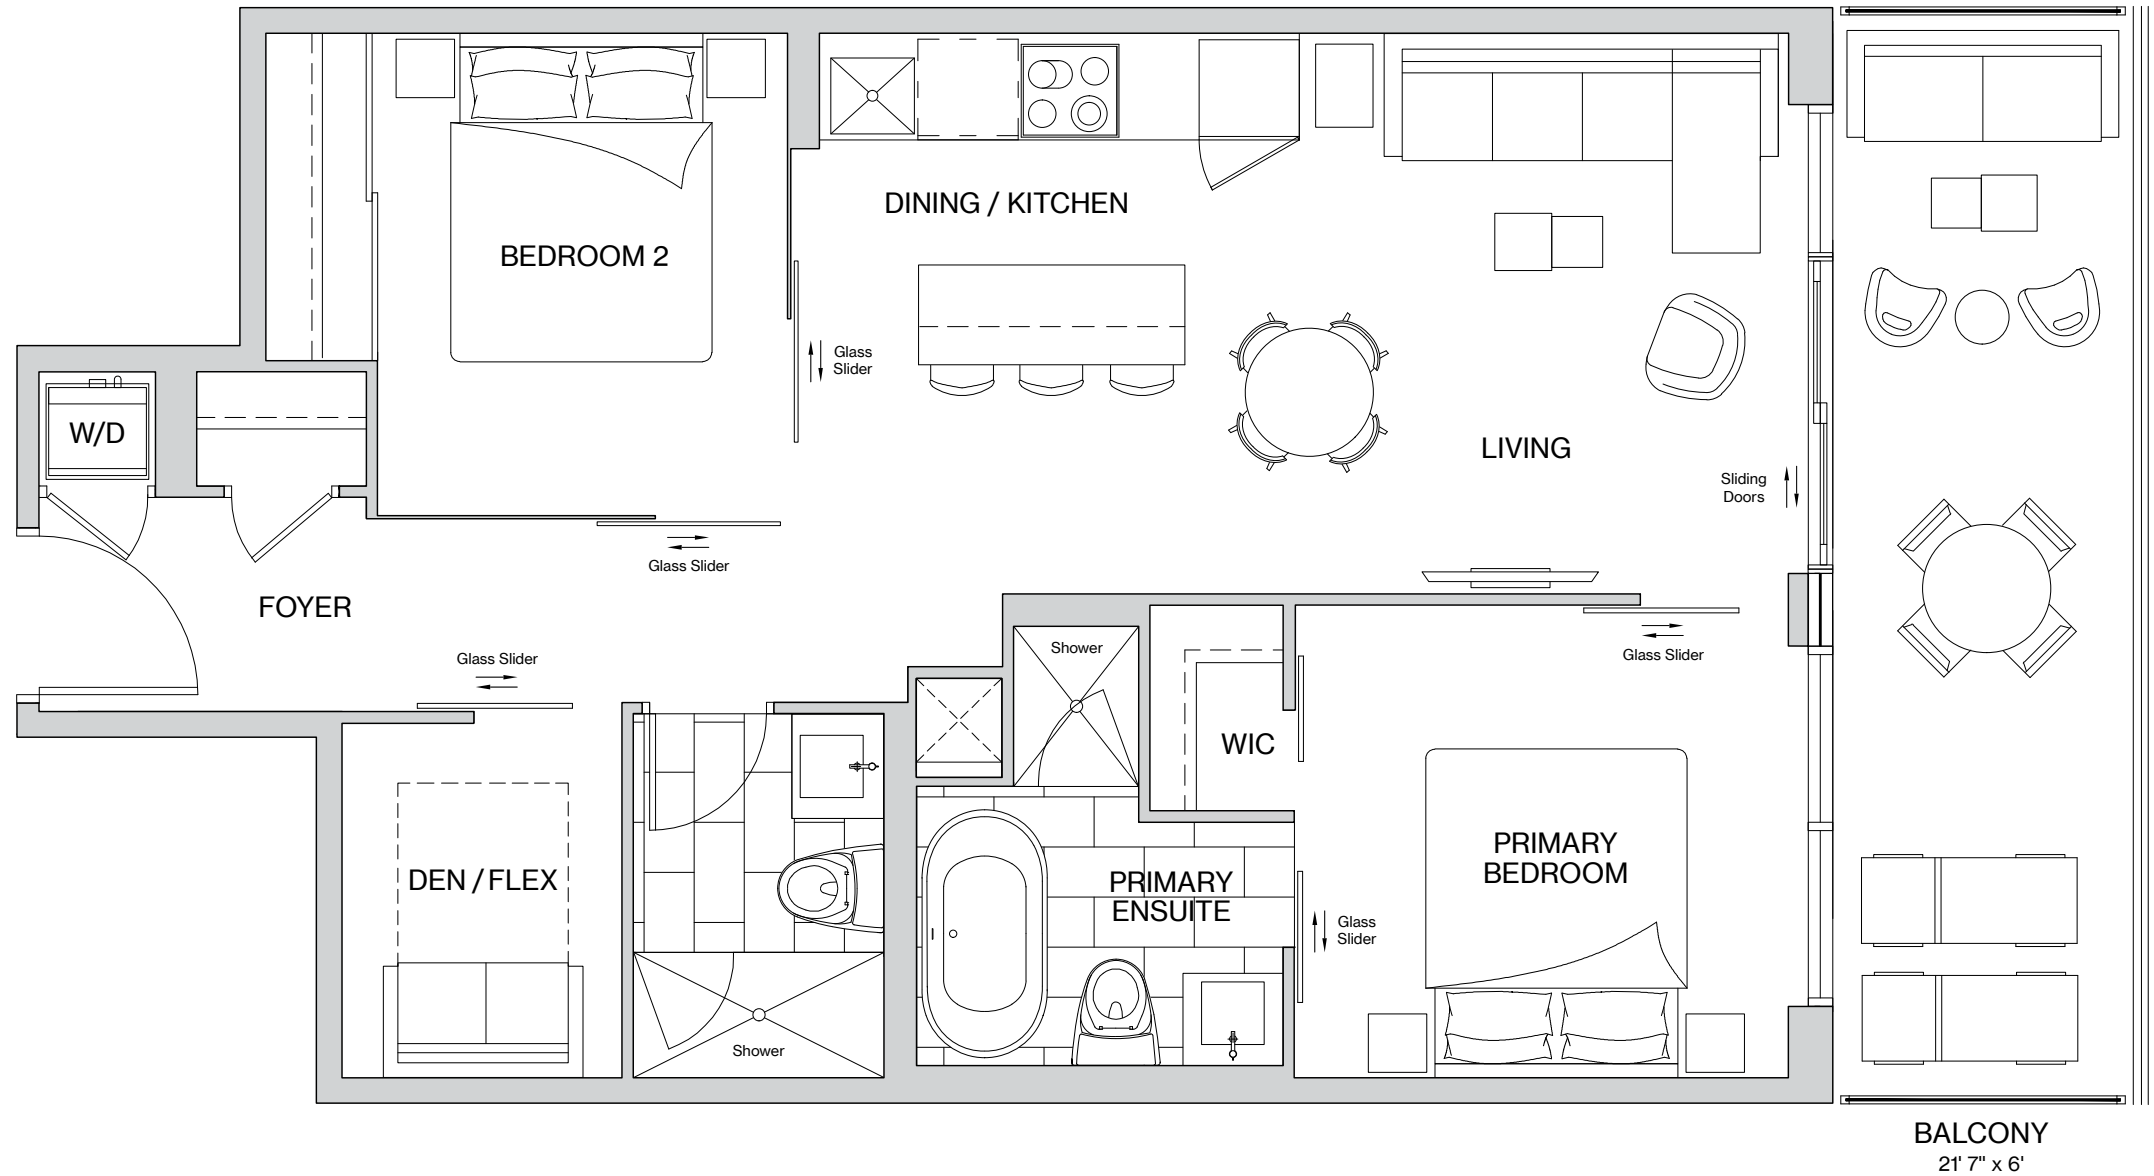 BEDROOM 2
DINING / KITCHEN
Glass
Slider
W/D
LIVING
Sliding
Doors
Glass Slider
FOYER
Glass Slider
Shower
Glass Slider
WIC
DEN / FLEX
PRIMARY
ENSUITE
PRIMARY
BEDROOM
Glass
Slider
Shower
BALCONY
21' 7" x 6'